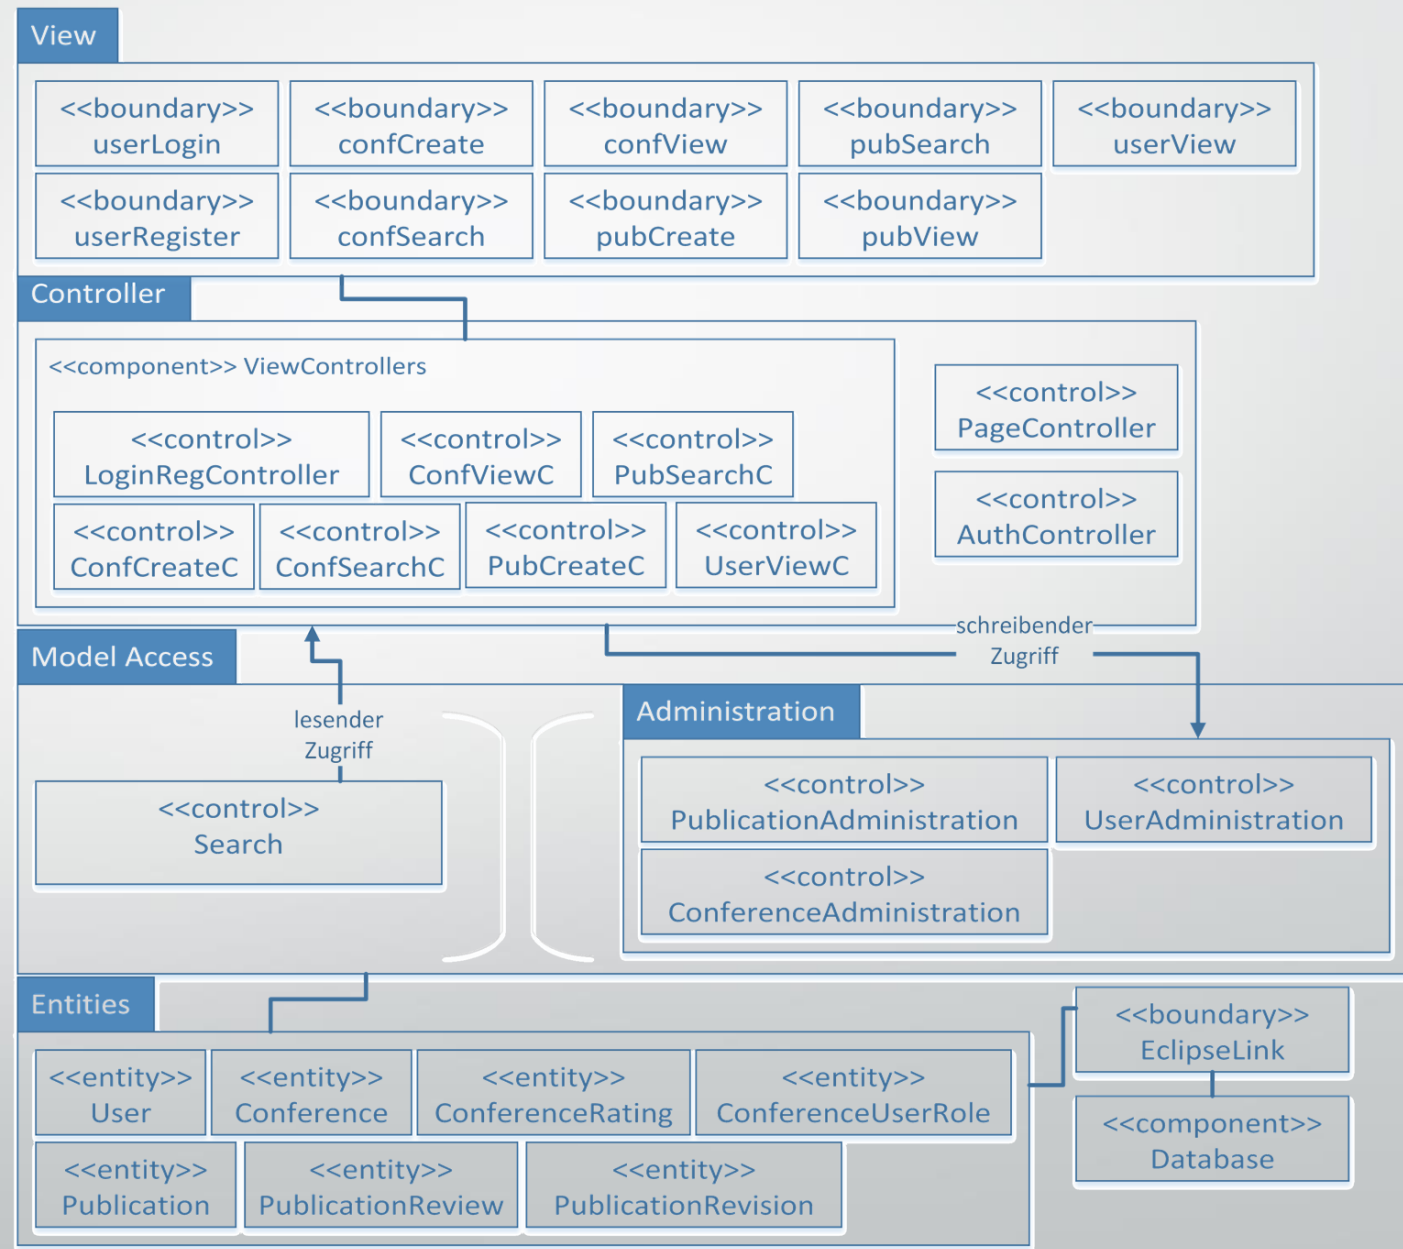 View
<<boundary>>
userLogin
<<boundary>>
confCreate
<<boundary>>
confView
<<boundary>>
pubSearch
<<boundary>>
userView
<<boundary>>
userRegister
<<boundary>>
confSearch
<<boundary>>
pubCreate
<<boundary>>
pubView
Controller
<<component>> ViewControllers
<<control>>
LoginRegController
<<control>>
ConfViewC
<<control>>
PubSearchC
<<control>>
ConfCreateC
<<control>>
ConfSearchC
<<control>>
PubCreateC
<<control>>
UserViewC
<<control>>
PageController
<<control>>
AuthController
schreibender
Zugriff
Model Access
lesender
Zugriff
<<control>>
Search
Administration
<<control>>
PublicationAdministration
<<control>>
UserAdministration
<<control>>
ConferenceAdministration
Entities
<<entity>>
User
<<entity>>
Conference
<<entity>>
ConferenceRating
<<entity>>
ConferenceUserRole
<<entity>>
Publication
<<entity>>
PublicationReview
<<entity>>
PublicationRevision
<<boundary>>
EclipseLink
<<component>>
Database